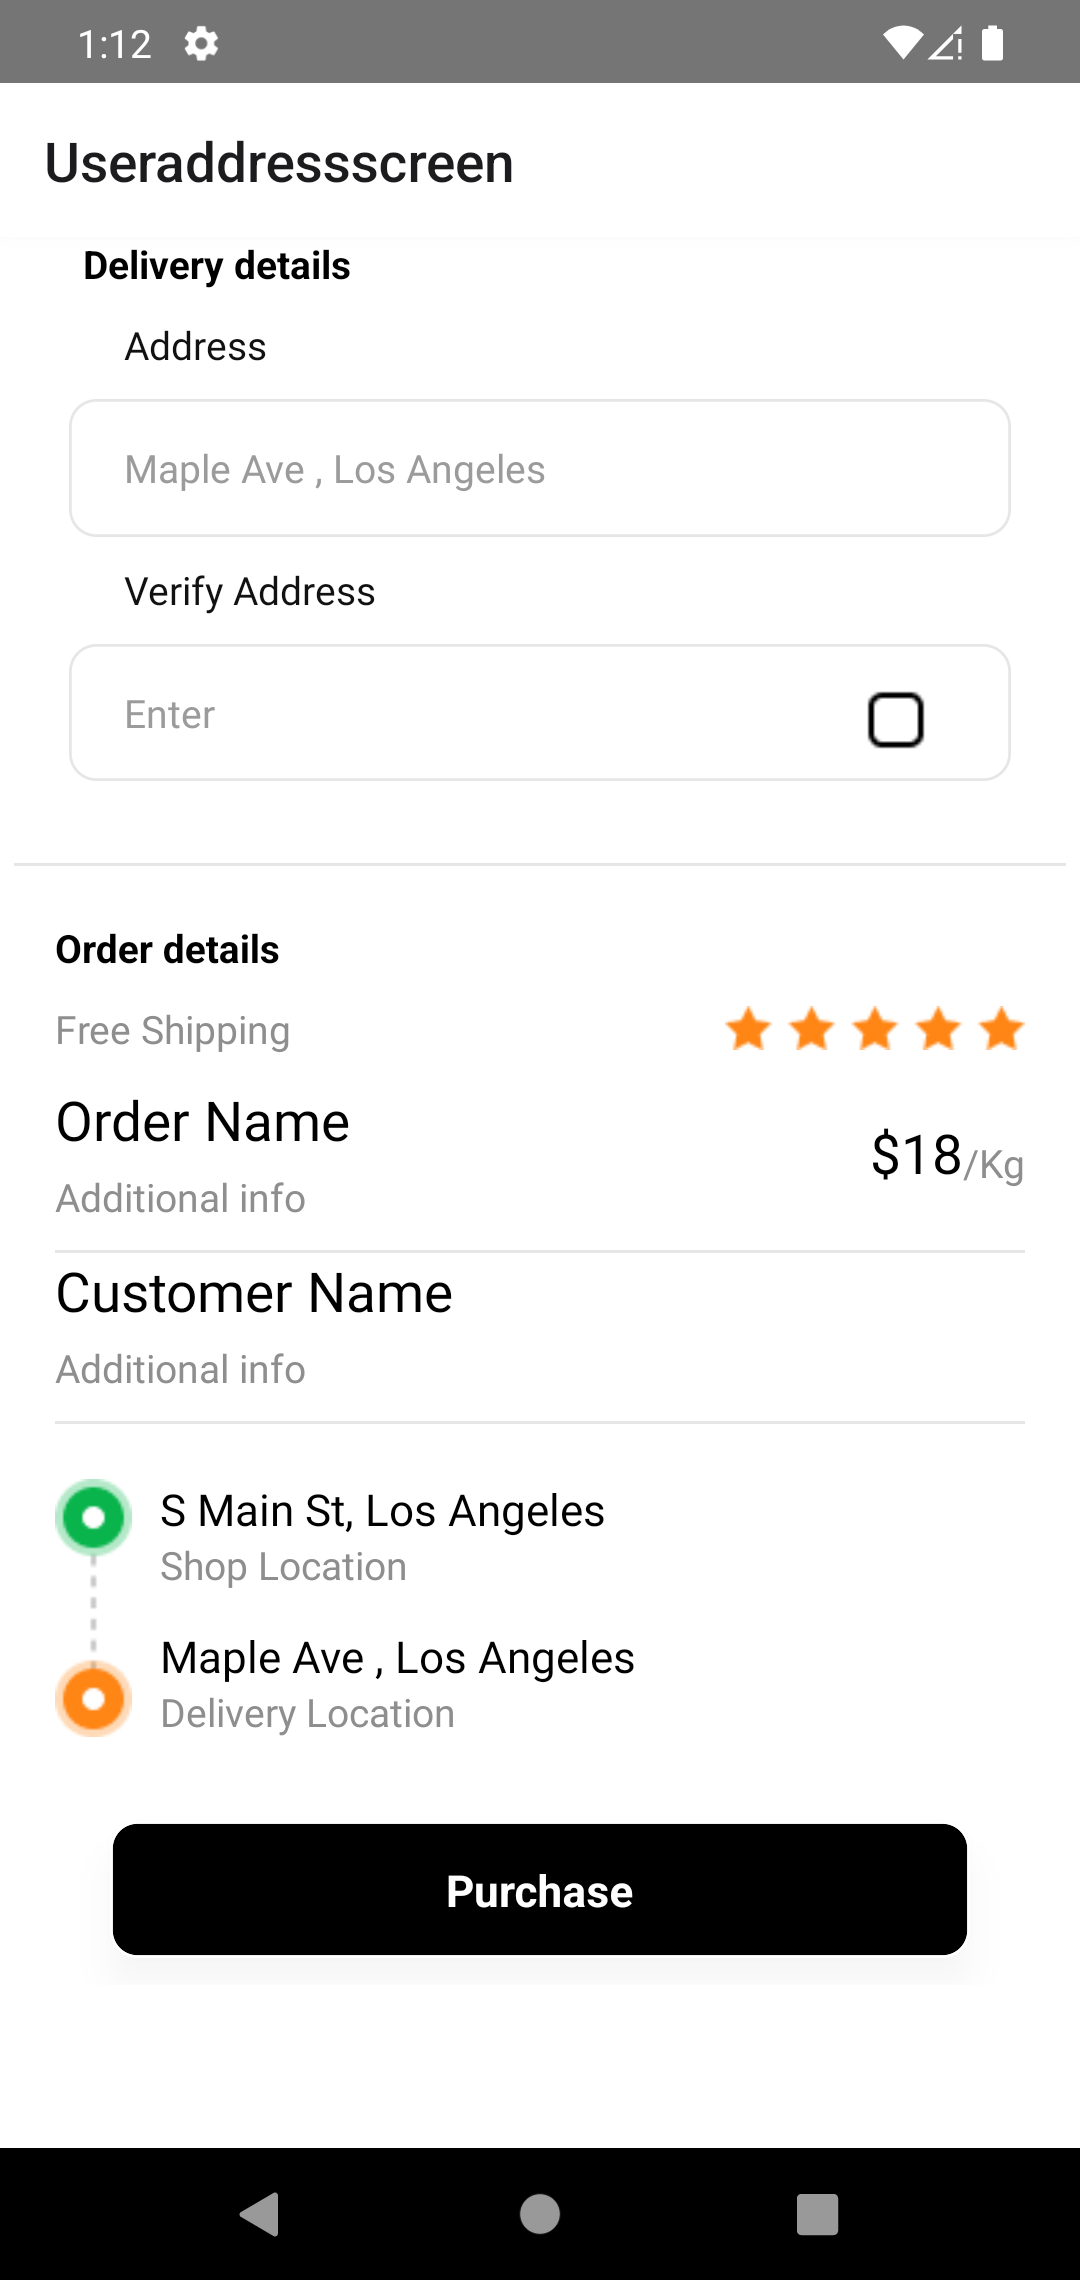 1:12
Useraddressscreen
Delivery details
Address
Maple Ave , Los Angeles
Verify Address
Enter
Order details
Free Shipping
Order Name
$18/Kg
Additional info
Customer Name
Additional info
S Main St, Los Angeles
Shop Location
Maple Ave , Los Angeles
Delivery Location
Purchase